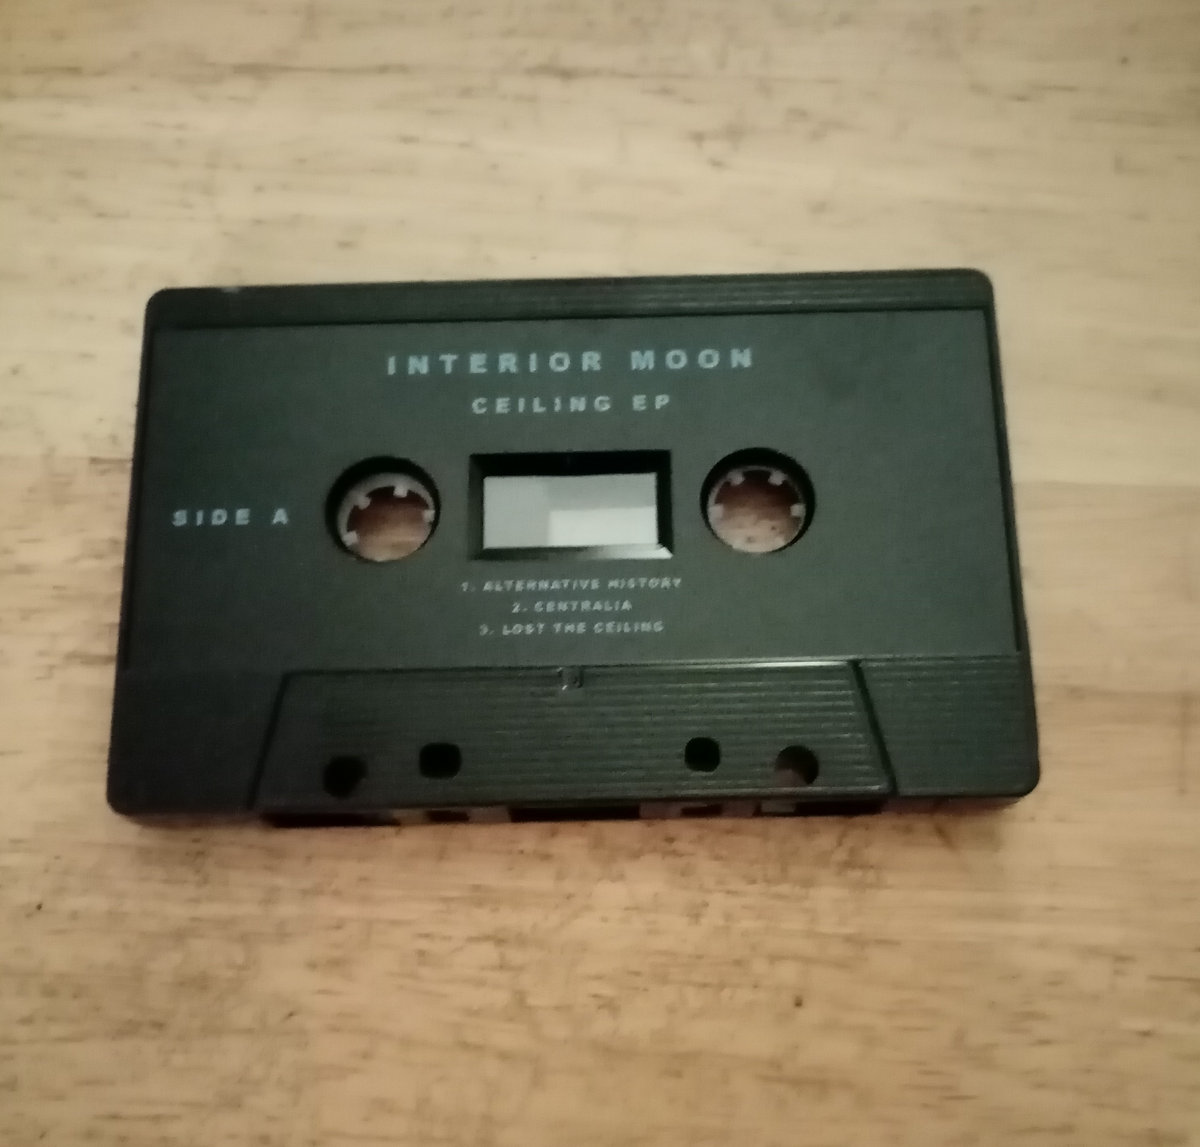 INTERIOR MOON
CEILING EP
SIDE A
1. ALTERNATIVE HISTORY
2. CENTRALIA
3. LOST THE CEILING